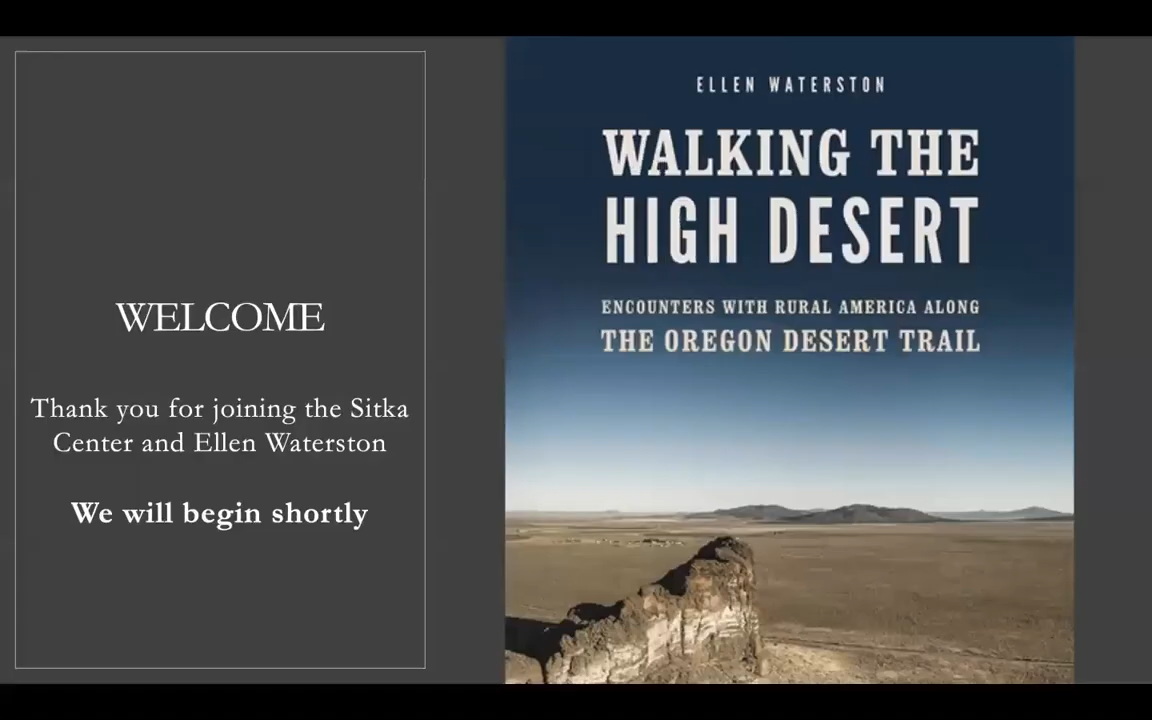 WELCOME
Thank you for joining the Sitka
Center and Ellen Waterston
We will begin shortly
ELLEN WATERSTON
WALKING THE
HIGH DESERT
ENCOUNTERS WITH RURAL AMERICA ALONG
THE OREGON DESERT TRAIL